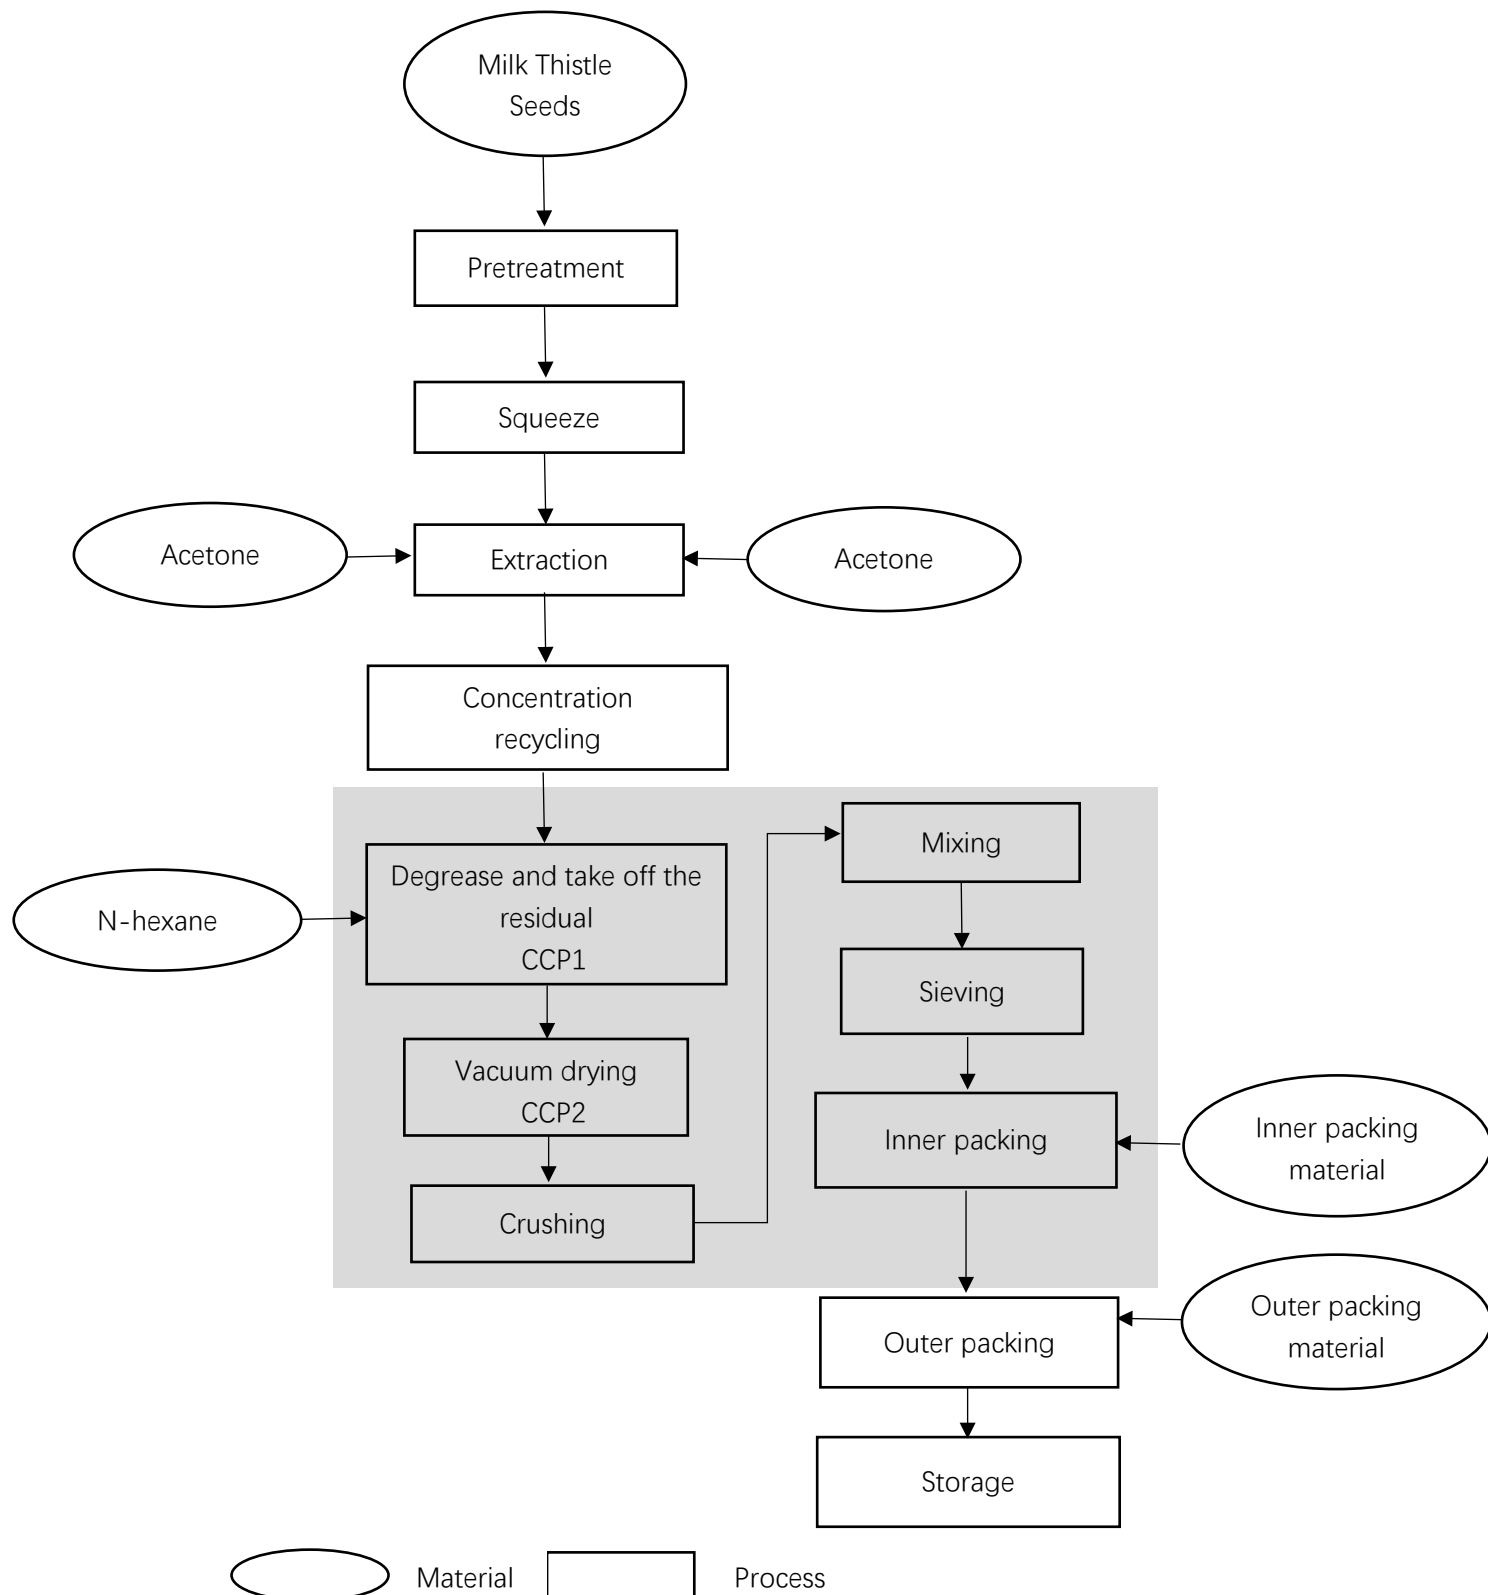 Milk Thistle
Seeds
Pretreatment
Squeeze
Acetone
Extraction
Acetone
Concentration
recycling
Degrease and take off the
residual
CCP1
N-hexane
Vacuum drying
CCP2
Crushing
Mixing
Sieving
Inner packing
Inner packing
material
Outer packing
Outer packing
material
Storage
Material
Process